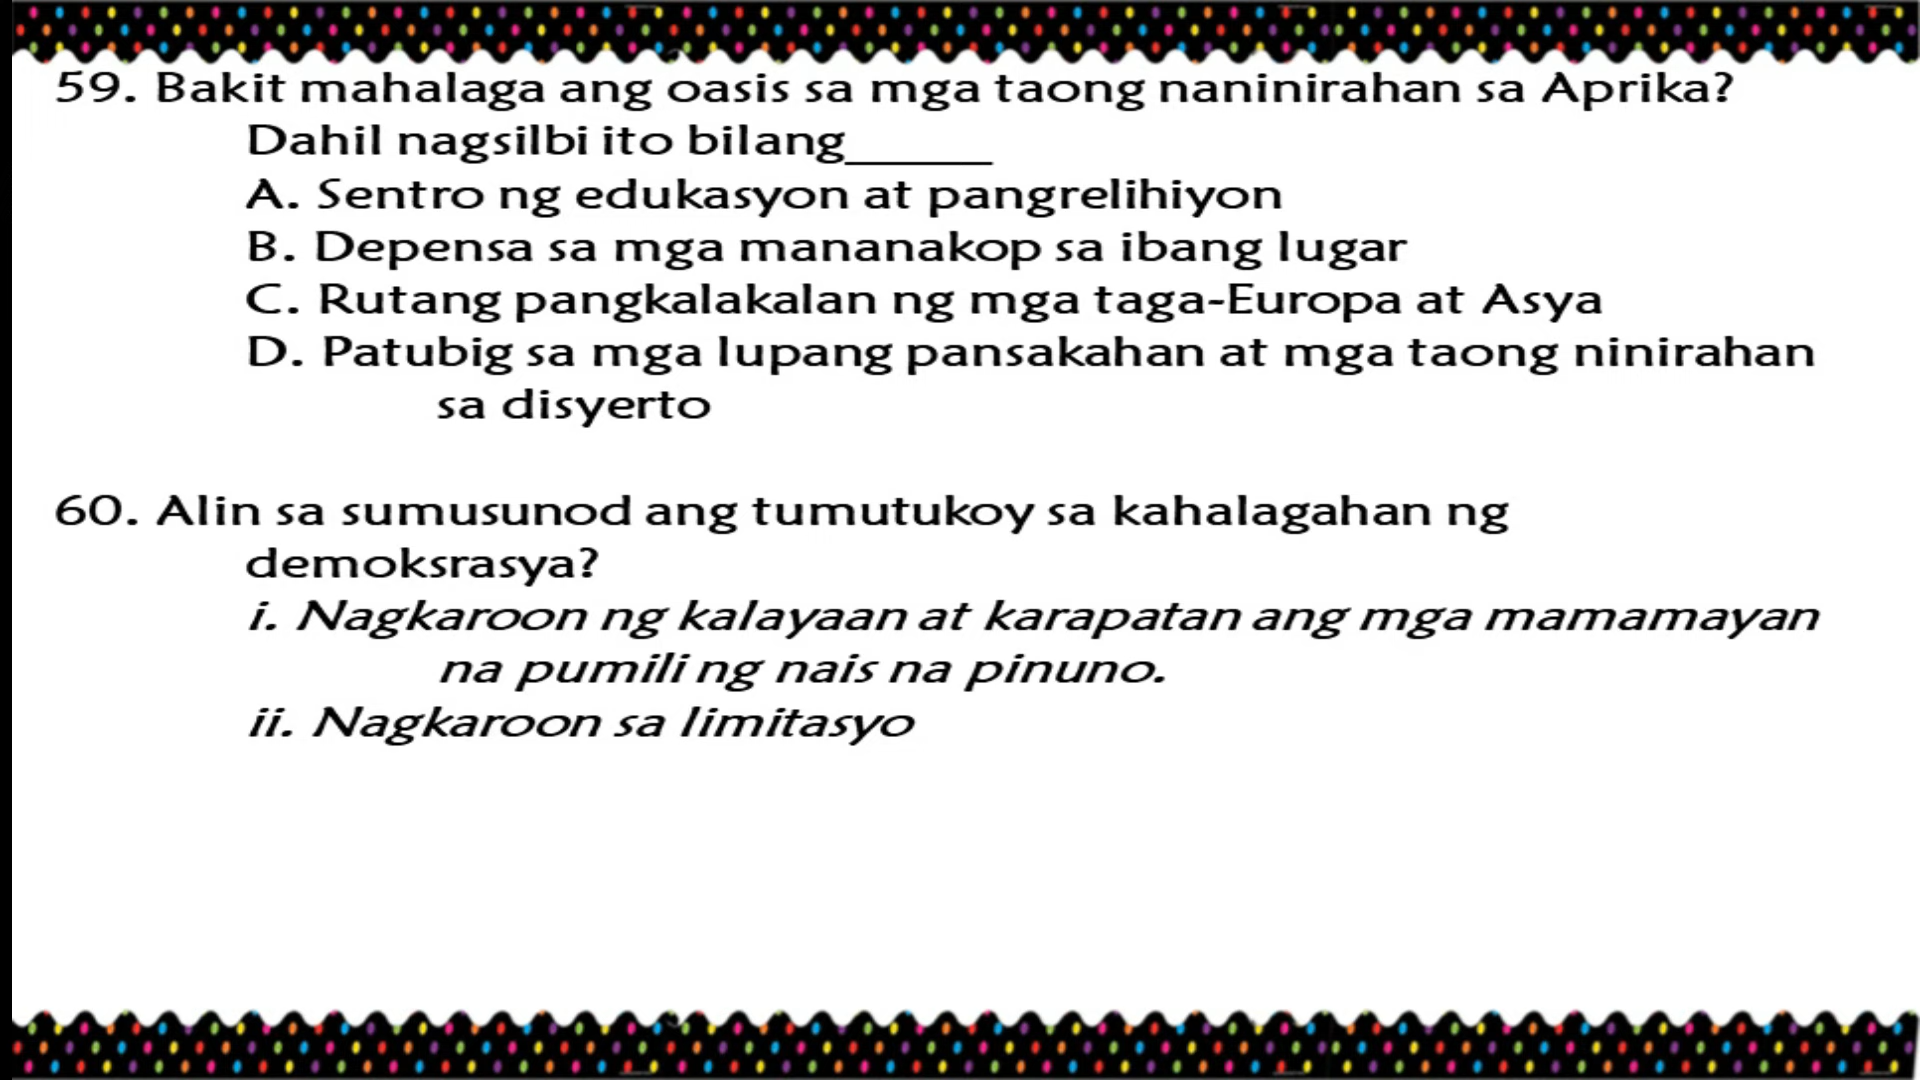 59. Bakit mahalaga ang oasis sa mga taong naninirahan sa Aprika?
Dahil nagsilbi ito bilang______
A. Sentro ng edukasyon at pangrelihiyon
B. Depensa sa mga mananakop sa ibang lugar
C. Rutang pangkalakalan ng mga taga-Europa at Asya
D. Patubig sa mga lupang pansakahan at mga taong ninirahan
sa disyerto
60. Alin sa sumusunod ang tumutukoy sa kahalagahan ng
demoksrasya?
i. Nagkaroon ng kalayaan at karapatan ang mga mamamayan
na pumili ng nais na pinuno.
ii. Nagkaroon sa limitasyo